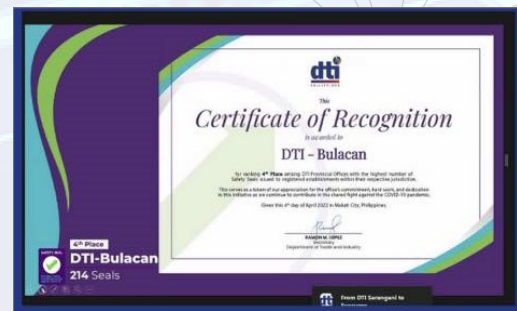 dti
PHILIPPINES
This
Certificate of Recognition
is awarded to
DTI - Bulacan
for ranking 4th Place among DTI Provincial Offices with the highest number of
Safety Seals issued to registered establishments within their respective jurisdiction.
This serves as a token of our appreciation for the office's commitment, hard work, and dedication
in this initiative as we continue to contribute in the shared fight against the COVID-19 pandemic.
Given this 4th day of April 2022 in Makati City, Philippines.
RAMON M. LOPEZ
Secretary
Department of Trade and Industry
4th Place
SAFETY SEAL
DTI-Bulacan
214 Seals
From DTI Sarangani to